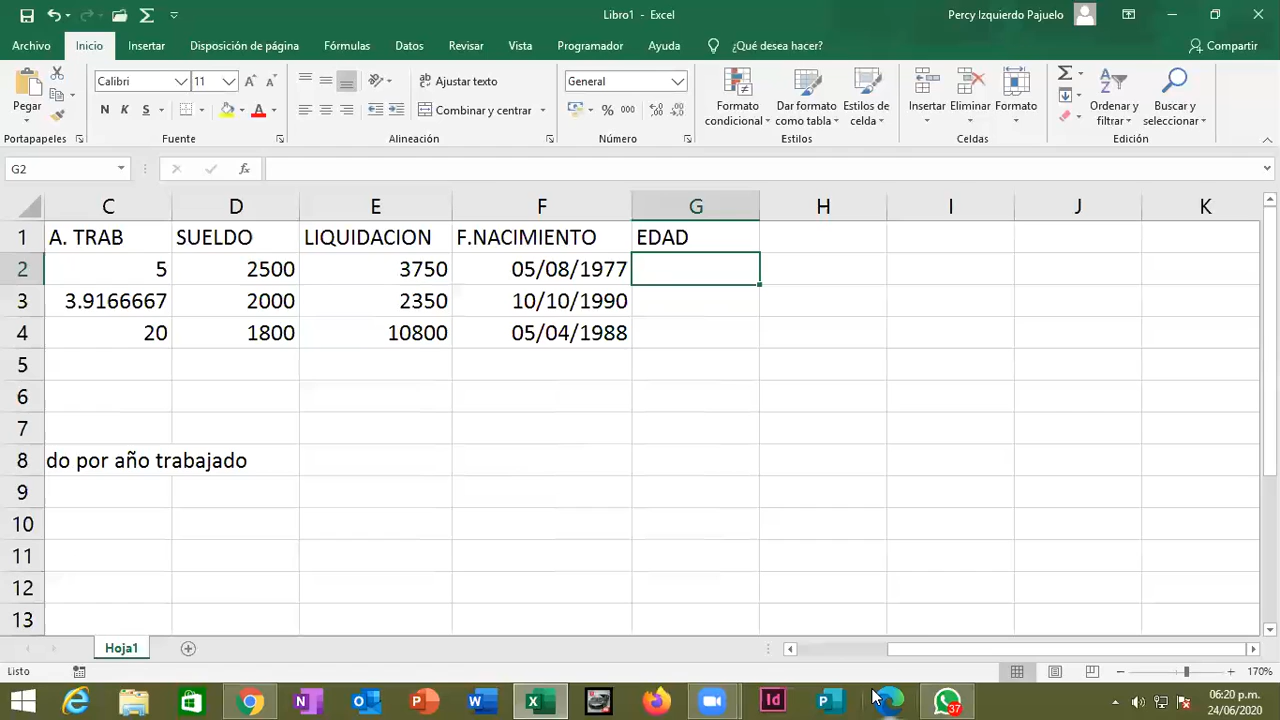 Libro1 - Excel
Percy Izquierdo Pajuelo
Archivo Inicio Insertar Disposición de página Fórmulas Datos Revisar Vista Programador Ayuda ¿Qué desea hacer? Compartir
Pegar
Calibri 11
N K S
A
Ajustar texto
Combinar y centrar
General
% 000
Formato condicional
Dar formato como tabla
Estilos de celda
Insertar
Eliminar
Formato
Ordenar y filtrar
Buscar y seleccionar
Portapapeles Fuente Alineación Número Estilos Celdas Edición
G2 fx
C D E F G H I J K
1 A. TRAB SUELDO LIQUIDACION F.NACIMIENTO EDAD
2 5 2500 3750 05/08/1977
3 3.9166667 2000 2350 10/10/1990
4 20 1800 10800 05/04/1988
5
6
7
8 do por año trabajado
9
10
11
12
13
Hoja1
Listo 170%
37
06:20 p.m.
24/06/2020